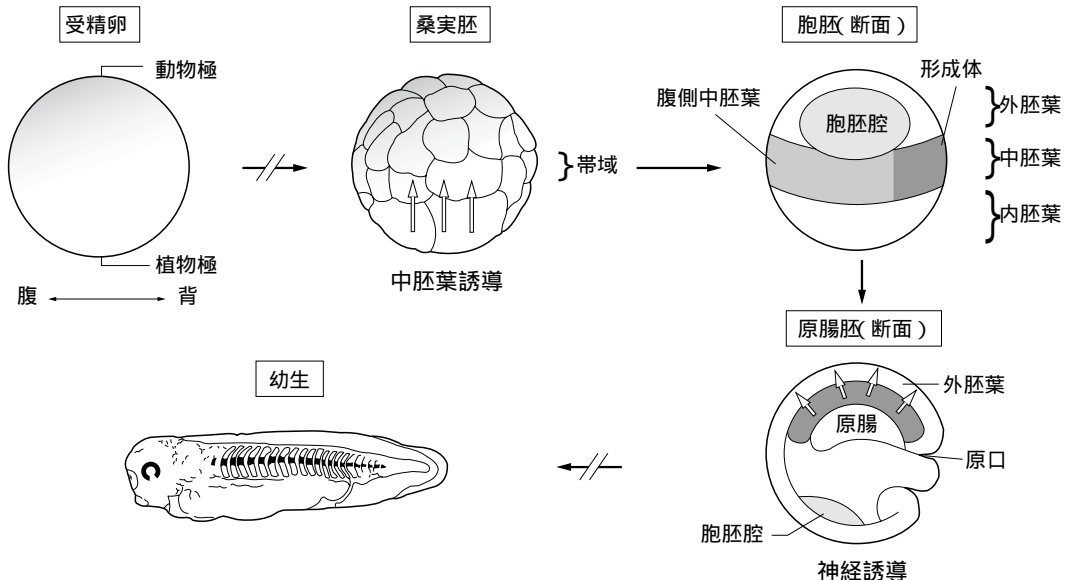 受精卵
動物極
植物極
腹
背
桑実胚
帯域
中胚葉誘導
胞胚(断面)
形成体
腹側中胚葉
胞胚腔
外胚葉
中胚葉
内胚葉
原腸胚(断面)
外胚葉
原腸
原口
胞胚腔
神経誘導
幼生